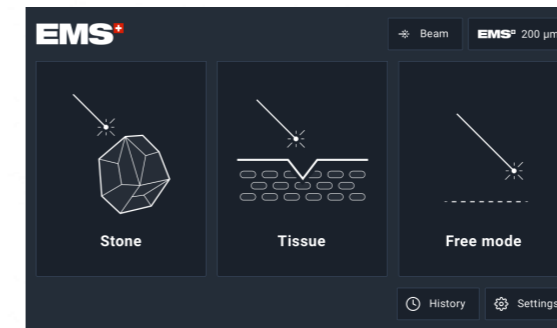 EMS
Beam
EMS 200 µm
Stone
Tissue
Free mode
History
Settings